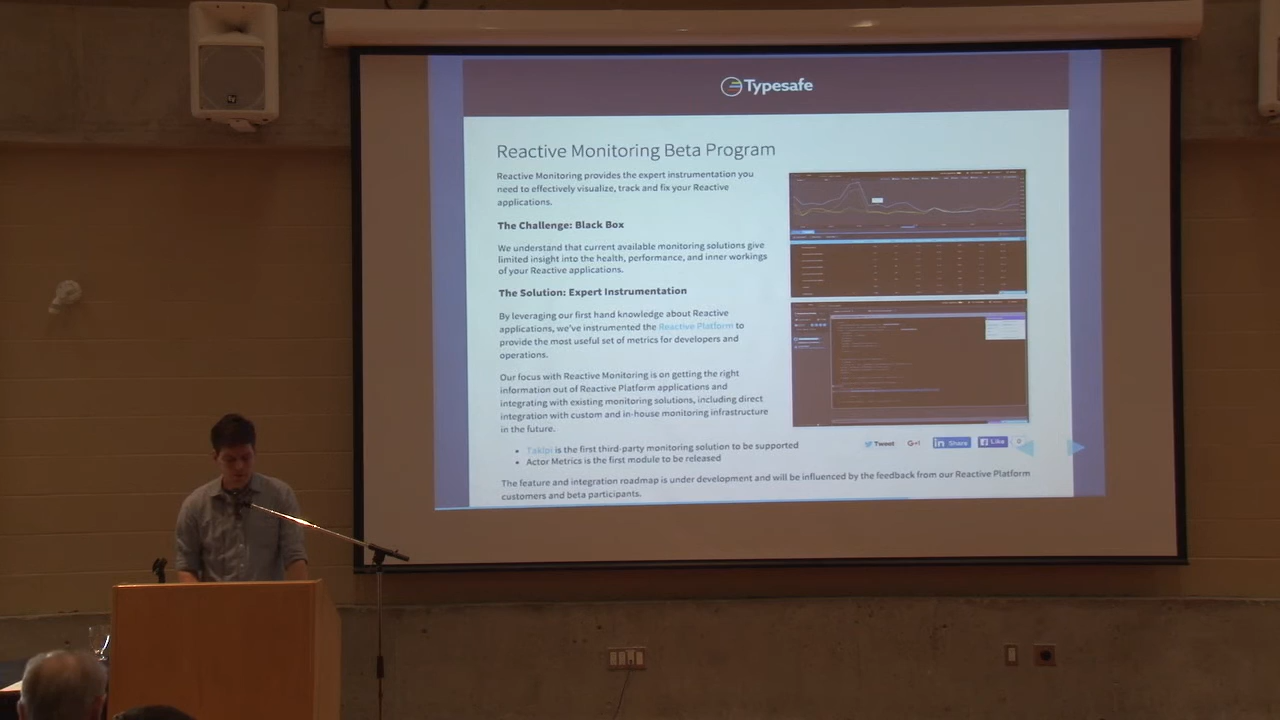 Typesafe
Reactive Monitoring Beta Program
Reactive Monitoring provides the expert instrumentation you
need to effectively visualize, track and fix your Reactive
applications.
The Challenge: Black Box
We understand that current available monitoring solutions give
limited insight into the health, performance, and inner workings
of your Reactive applications.
The Solution: Expert Instrumentation
By leveraging our first hand knowledge about Reactive
applications, we've instrumented the Reactive Platform to
provide the most useful set of metrics for developers and
operations.
Our focus with Reactive Monitoring is on getting the right
information out of Reactive Platform applications and
integrating with existing monitoring solutions, including direct
integration with custom and in-house monitoring infrastructure
in the future.
Tweet G+1 in Share f Like 0
• Takipi is the first third-party monitoring solution to be supported
• Actor Metrics is the first module to be released
The feature and integration roadmap is under development and will be influenced by the feedback from our Reactive Platform
customers and beta participants.